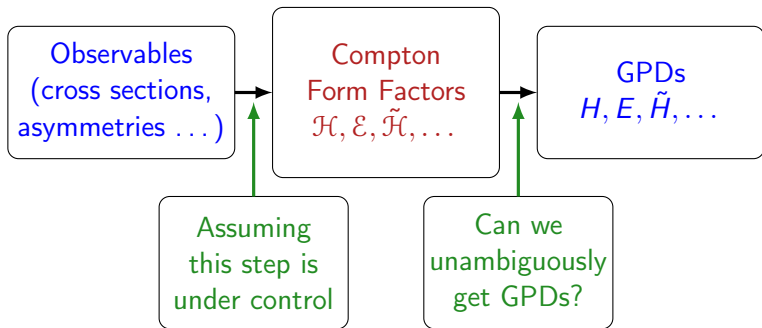 Observables
(cross sections,
asymmetries . . . )
Compton
Form Factors
ℋ, ℰ, ℋ̃, . . .
GPDs
H, E, H̃, . . .
Assuming
this step is
under control
Can we
unambiguously
get GPDs?